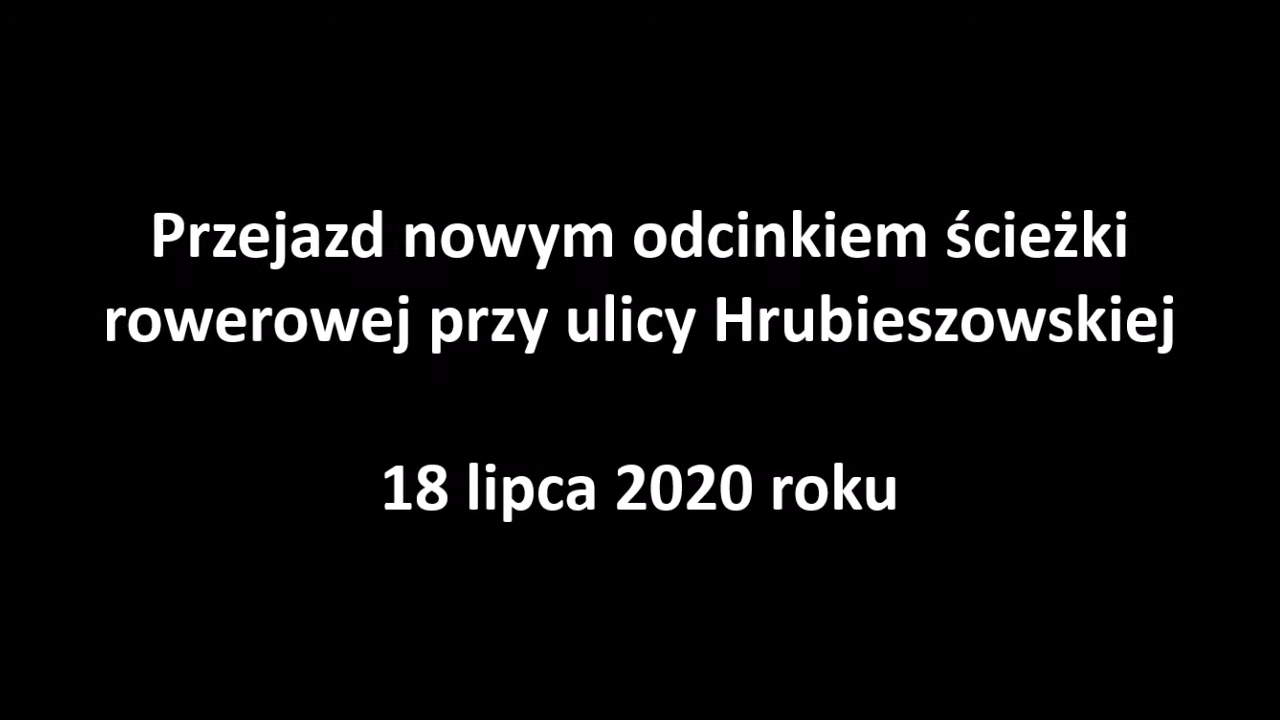 Przejazd nowym odcinkiem ścieżki
rowerowej przy ulicy Hrubieszowskiej
18 lipca 2020 roku